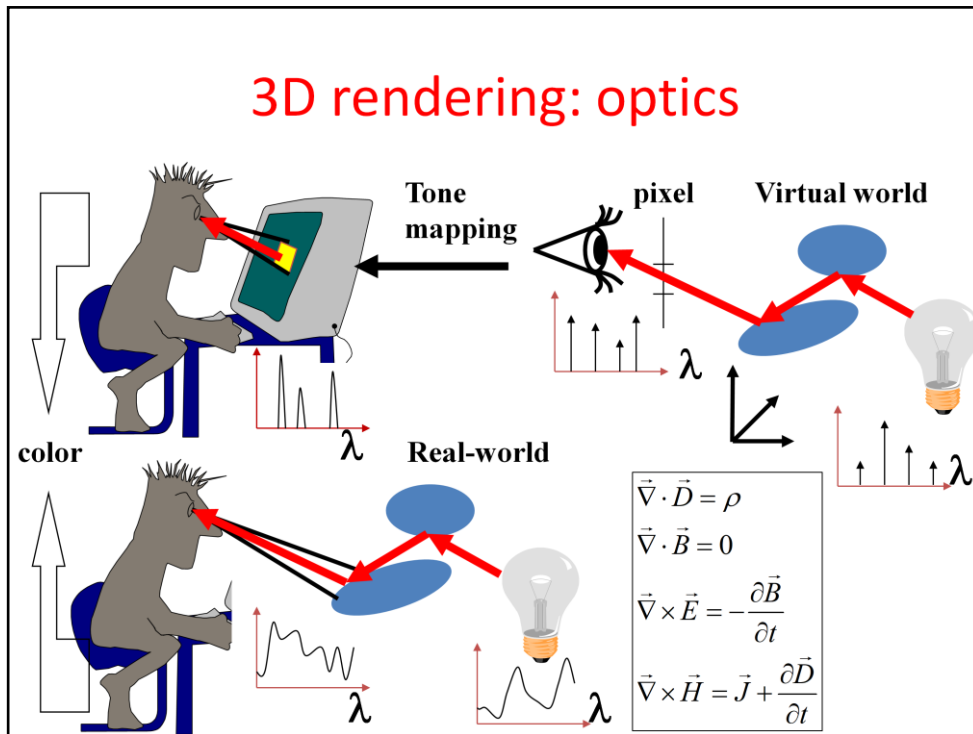 3D rendering: optics
Tone
mapping
pixel
Virtual world
λ
λ
λ
color
Real-world
λ
λ
∇⃗ · D⃗ = ρ
∇⃗ · B⃗ = 0
∇⃗ × E⃗ = −∂B⃗/∂t
∇⃗ × H⃗ = J⃗ + ∂D⃗/∂t